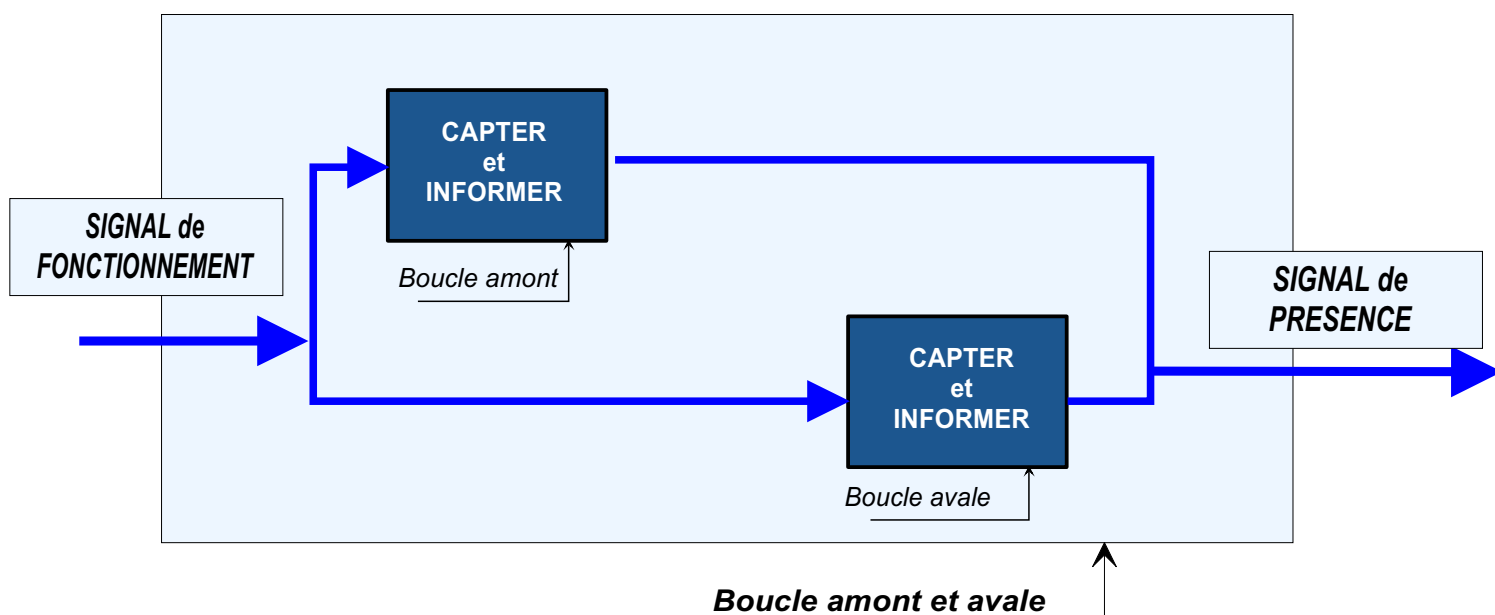 CAPTER
et
INFORMER
SIGNAL de
FONCTIONNEMENT
Boucle amont
SIGNAL de
PRESENCE
CAPTER
et
INFORMER
Boucle avale
Boucle amont et avale